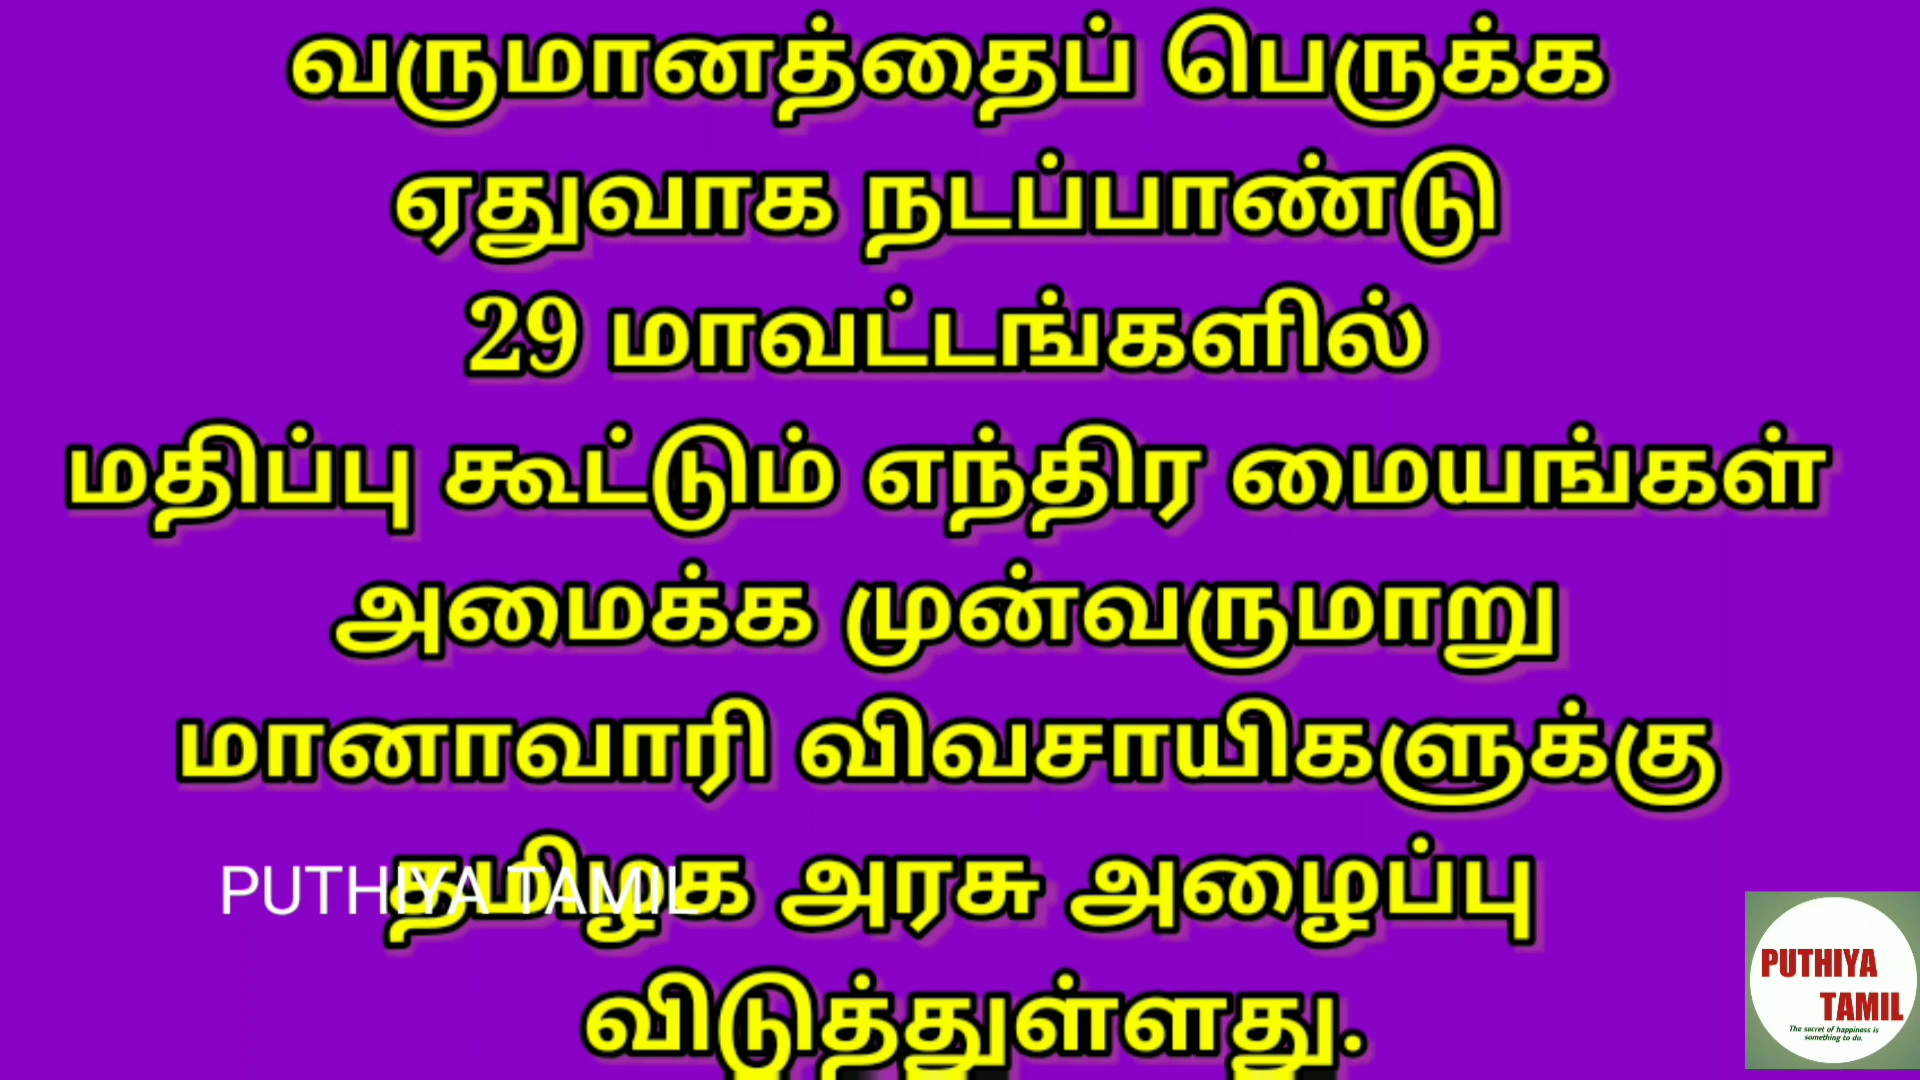 வருமானத்தைப் பெருக்க
ஏதுவாக நடப்பாண்டு
29 மாவட்டங்களில்
மதிப்பு கூட்டும் எந்திர மையங்கள்
அமைக்க முன்வருமாறு
மானாவாரி விவசாயிகளுக்கு
தமிழக அரசு அழைப்பு
PUTHIYA TAMIL
விடுத்துள்ளது.
PUTHIYA
TAMIL
The secret of happiness is
something to do.